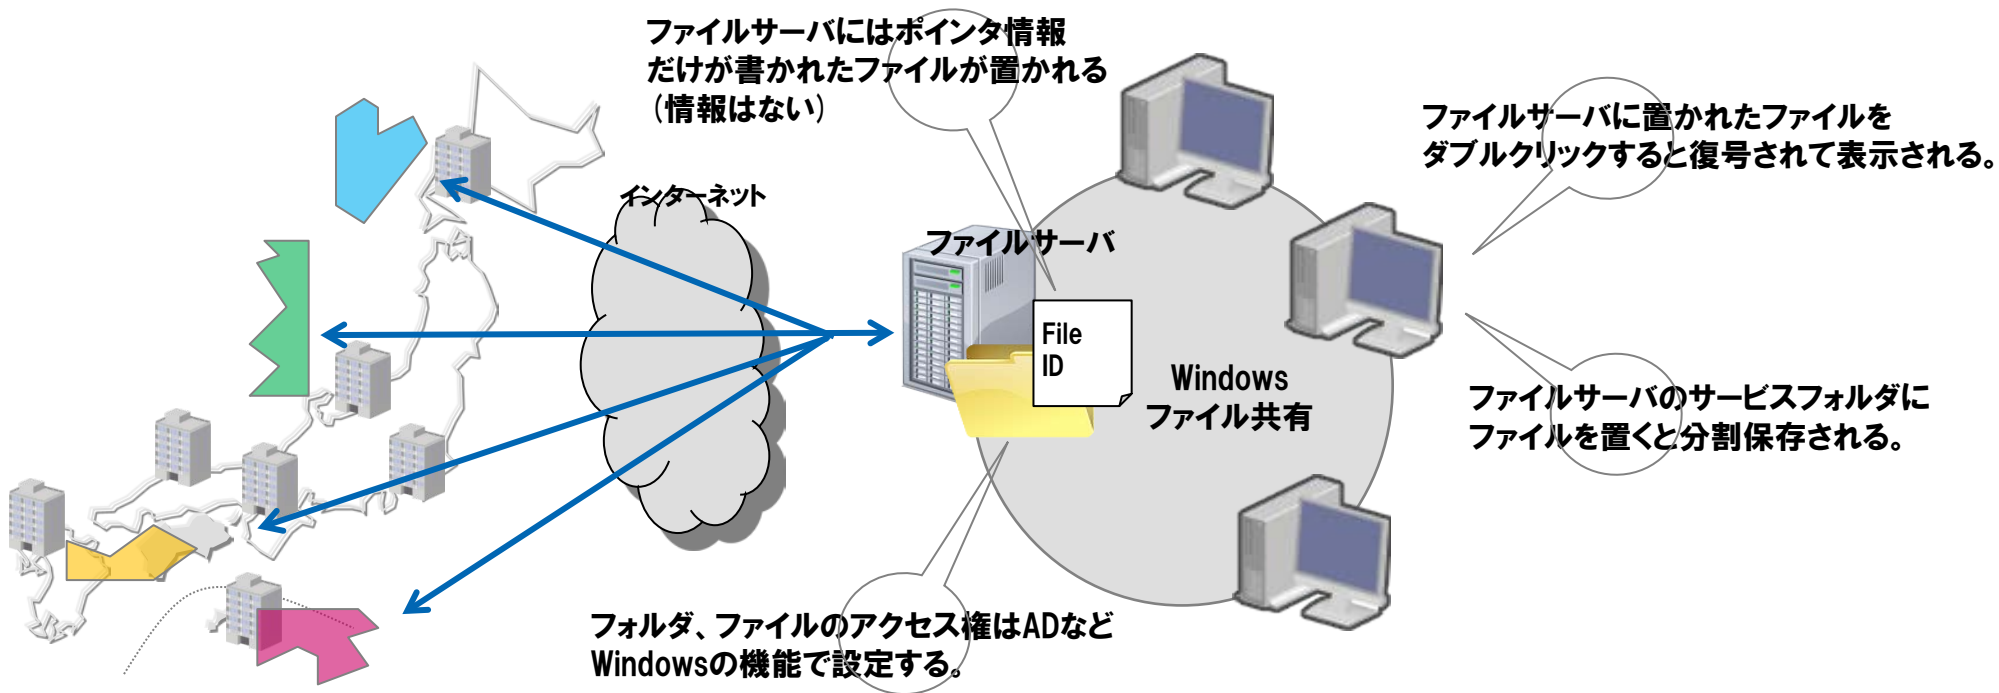 ファイルサーバにはポインタ情報
だけが書かれたファイルが置かれる
（情報はない）
ファイルサーバに置かれたファイルを
ダブルクリックすると復号されて表示される。
インターネット
ファイルサーバ
File
ID
Windows
ファイル共有
ファイルサーバのサービスフォルダに
ファイルを置くと分割保存される。
フォルダ、ファイルのアクセス権はADなど
Windowsの機能で設定する。